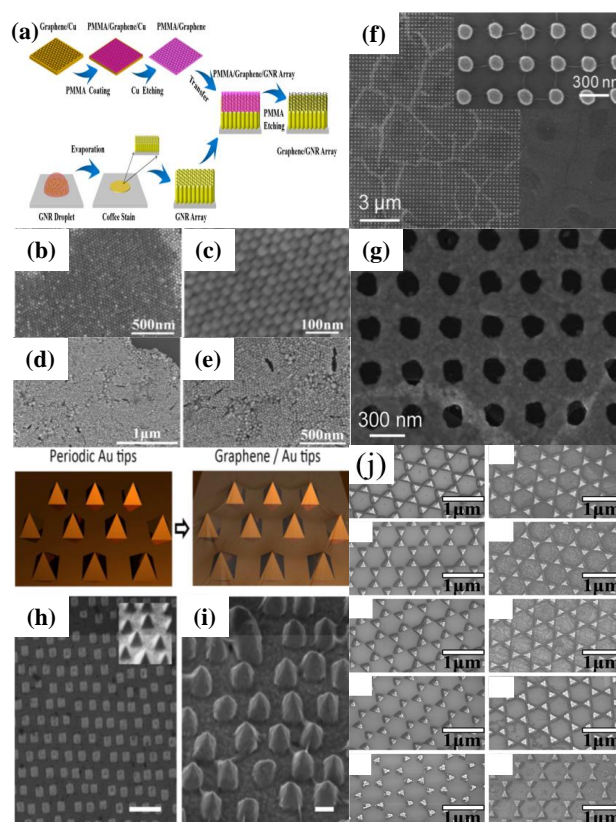 (a)
Graphene/Cu
PMMA/Graphene/Cu
PMMA/Graphene
PMMA Coating
Cu Etching
Transfer
PMMA/Graphene/GNR Array
PMMA
Etching
Graphene/GNR
Array
Evaporation
GNR Droplet
Coffee Stain
GNR Array
(b)
500nm
(c)
100nm
(d)
1μm
(e)
500nm
(f)
300 nm
3 μm
(g)
300 nm
Periodic Au tips
Graphene / Au tips
(h)
(i)
(j)
1μm
1μm
1μm
1μm
1μm
1μm
1μm
1μm
1μm
1μm